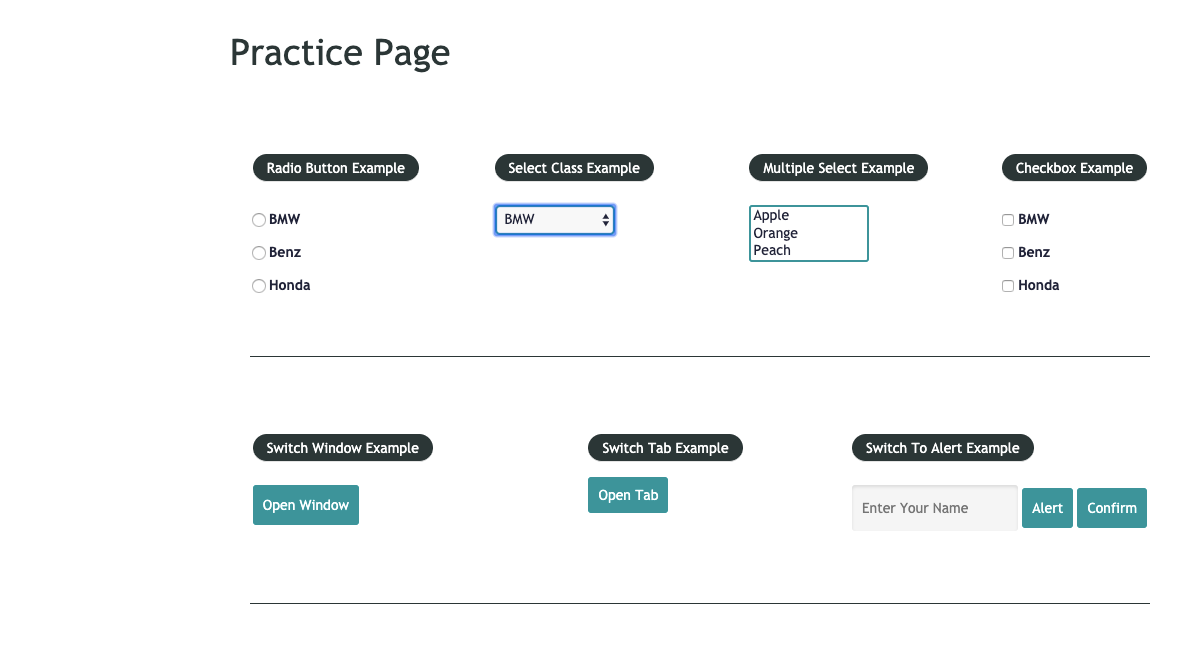 Practice Page
Radio Button Example
Select Class Example
Multiple Select Example
Checkbox Example
BMW
Benz
Honda
BMW
Apple
Orange
Peach
BMW
Benz
Honda
Switch Window Example
Switch Tab Example
Switch To Alert Example
Open Window
Open Tab
Enter Your Name
Alert
Confirm